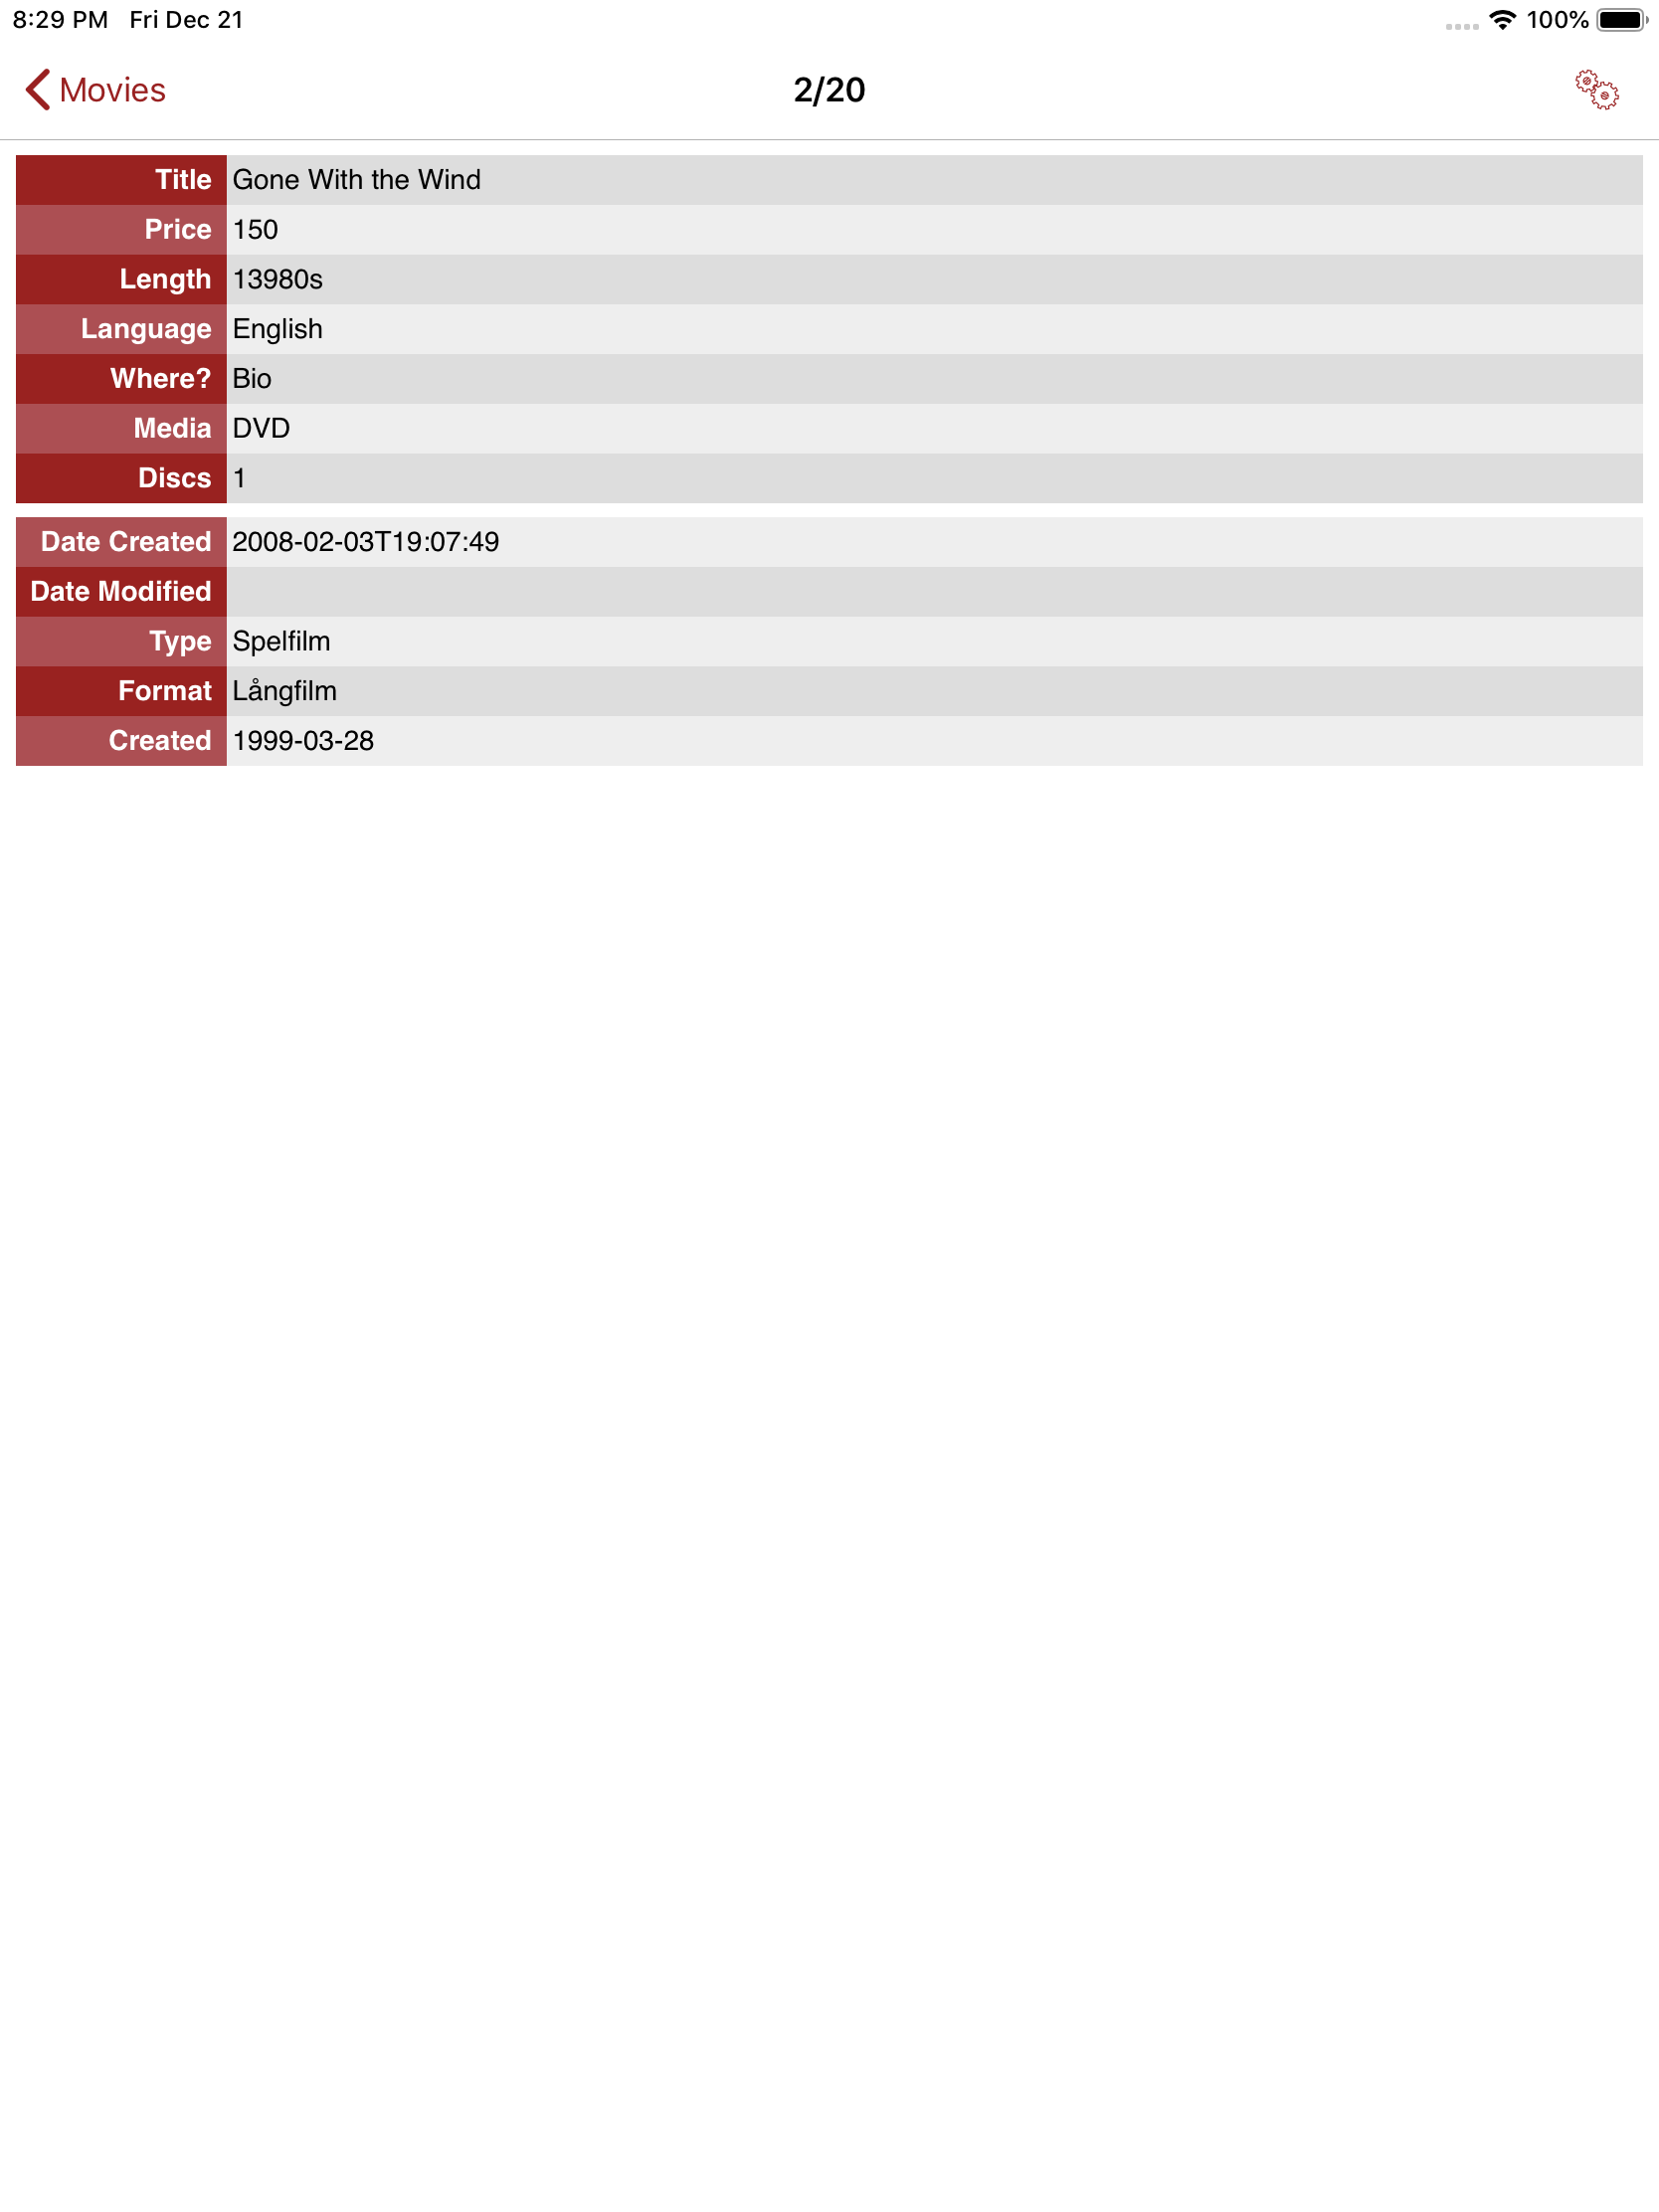 8:29 PM Fri Dec 21 100%
Movies 2/20
Title Gone With the Wind
Price 150
Length 13980s
Language English
Where? Bio
Media DVD
Discs 1
Date Created 2008-02-03T19:07:49
Date Modified
Type Spelfilm
Format Långfilm
Created 1999-03-28